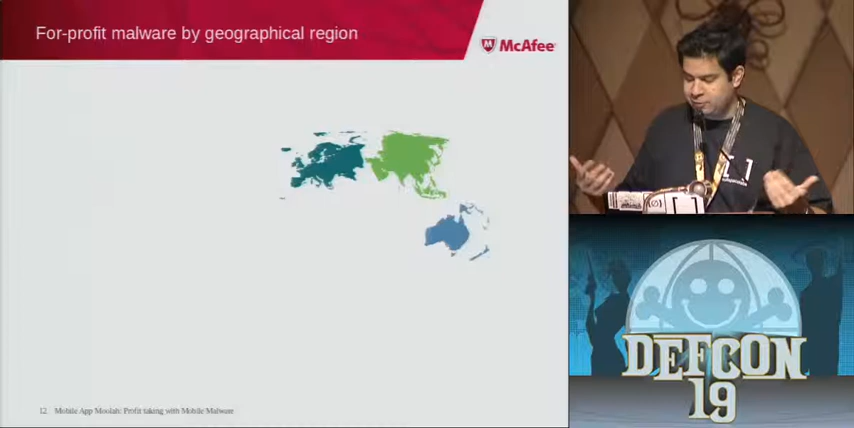 For-profit malware by geographical region
McAfee
12 Mobile App Moolah: Profit taking with Mobile Malware
[ ]
DEFCON
19